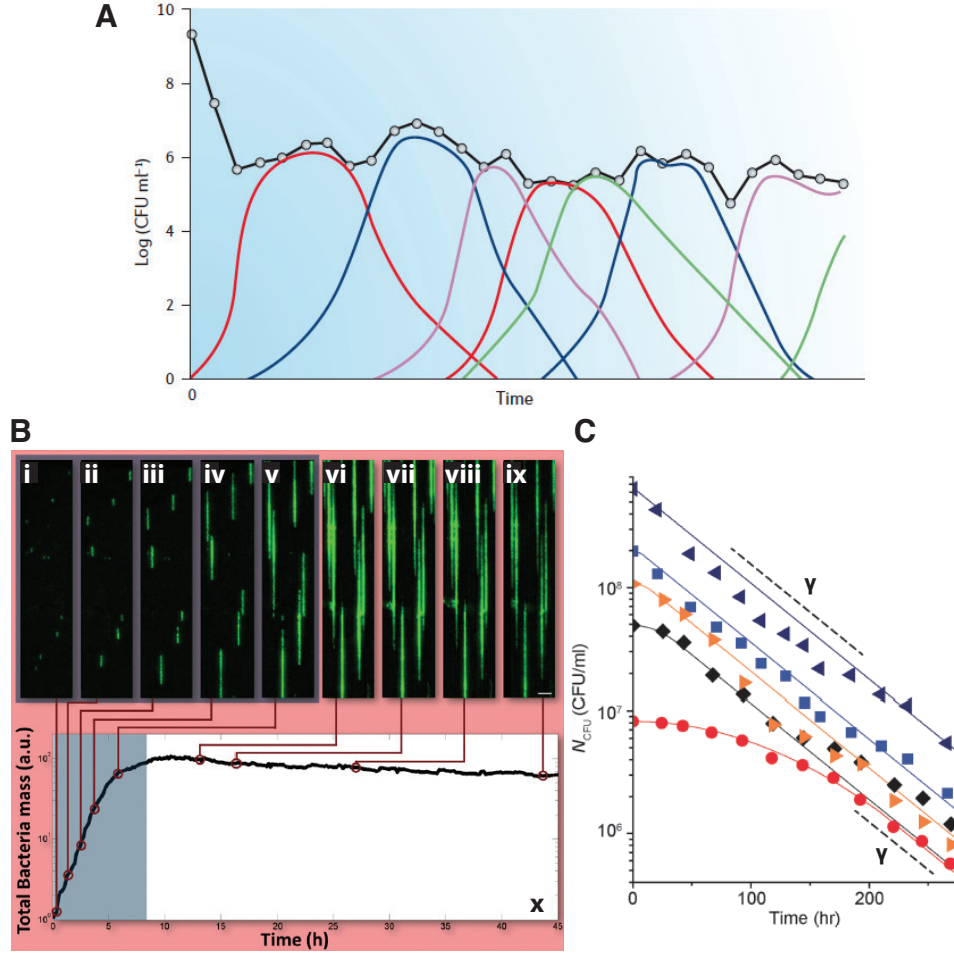 A
10
8
6
4
2
0
Log (CFU ml⁻¹)
0
Time
B
i ii iii iv v vi vii viii ix
Total Bacteria mass (a.u.)
10²
10¹
10⁰
0 5 10 15 20 25 30 35 40 45
Time (h)
x
C
N_CFU (CFU/ml)
10⁸
10⁷
10⁶
γ
γ
0 100 200
Time (hr)